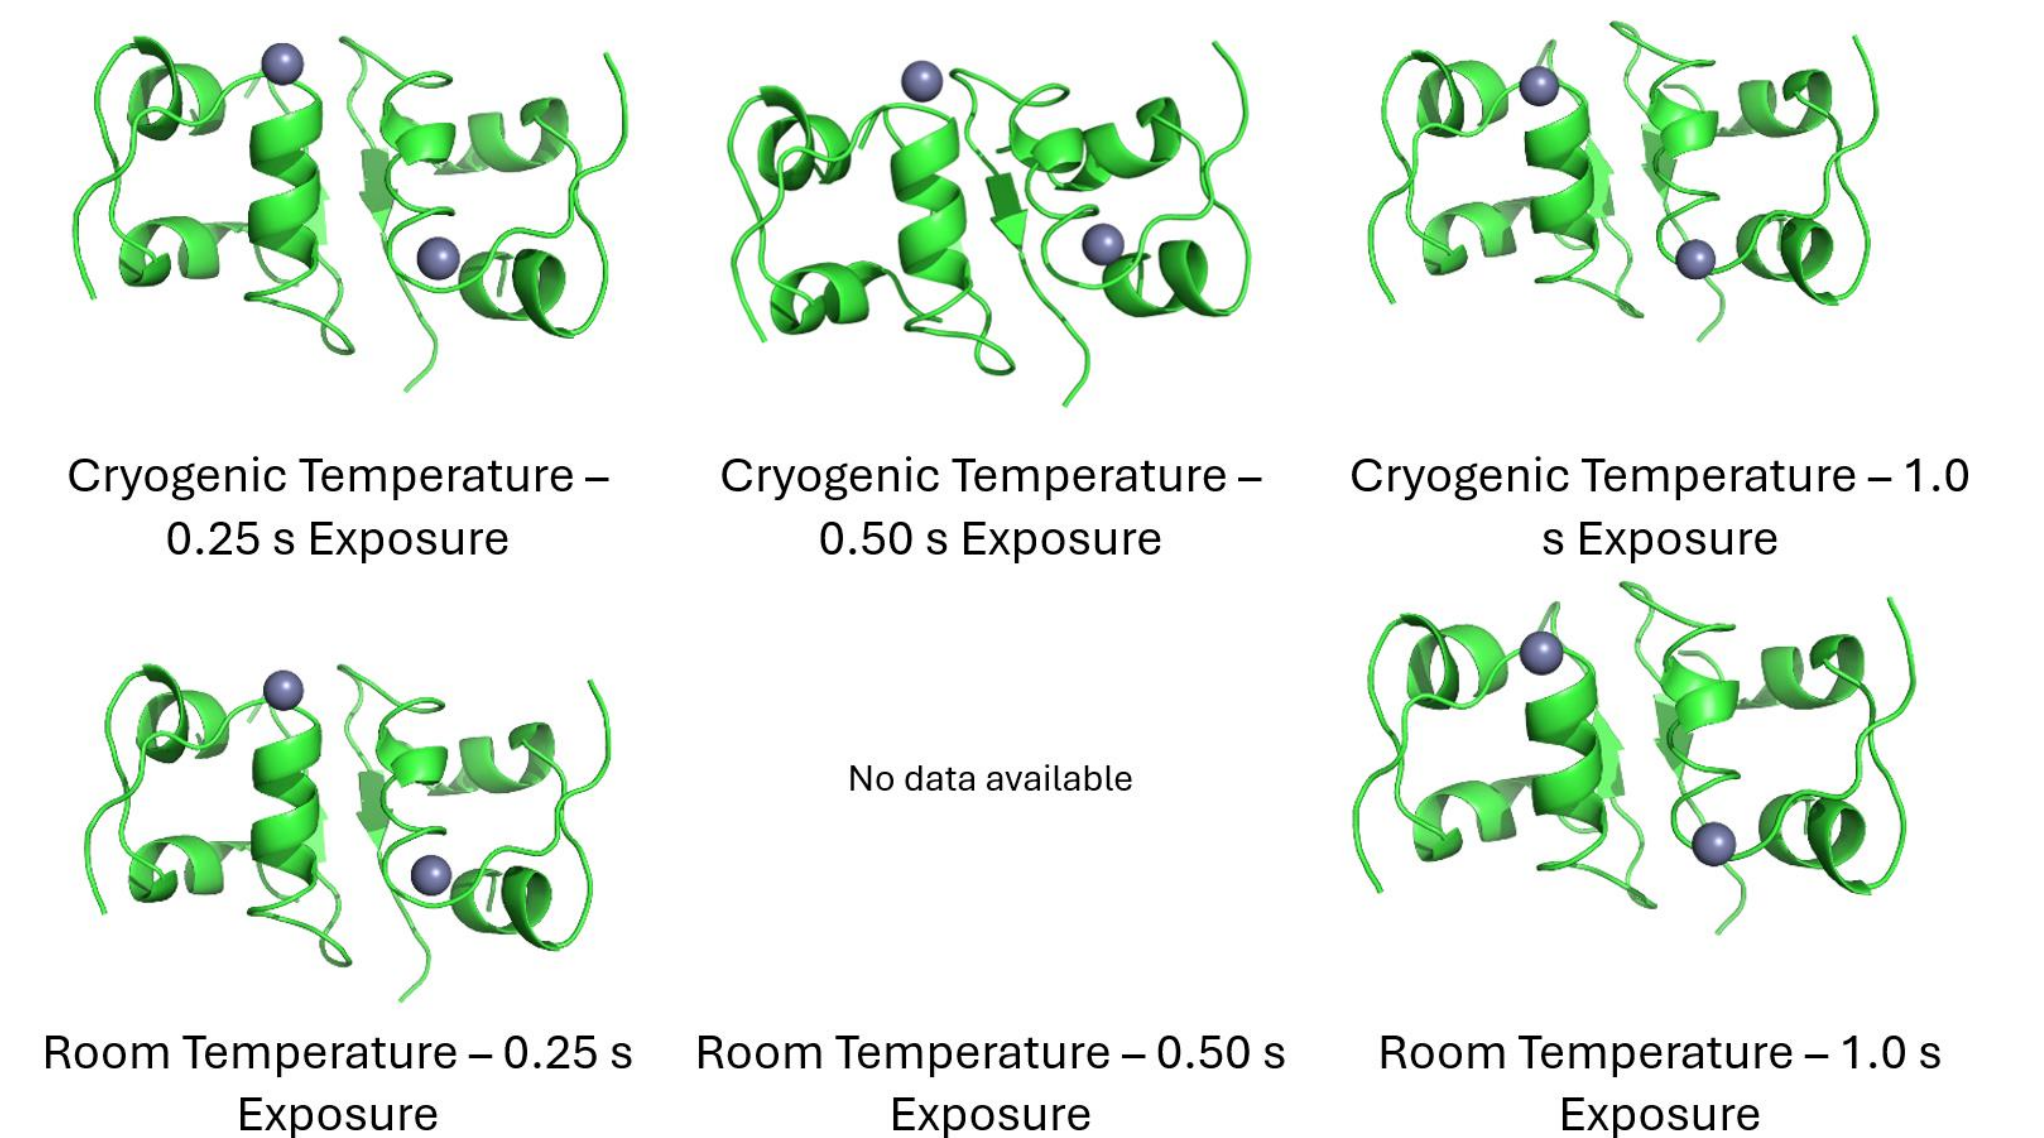 Cryogenic Temperature –
0.25 s Exposure
Cryogenic Temperature –
0.50 s Exposure
Cryogenic Temperature – 1.0
s Exposure
No data available
Room Temperature – 0.25 s
Exposure
Room Temperature – 0.50 s
Exposure
Room Temperature – 1.0 s
Exposure